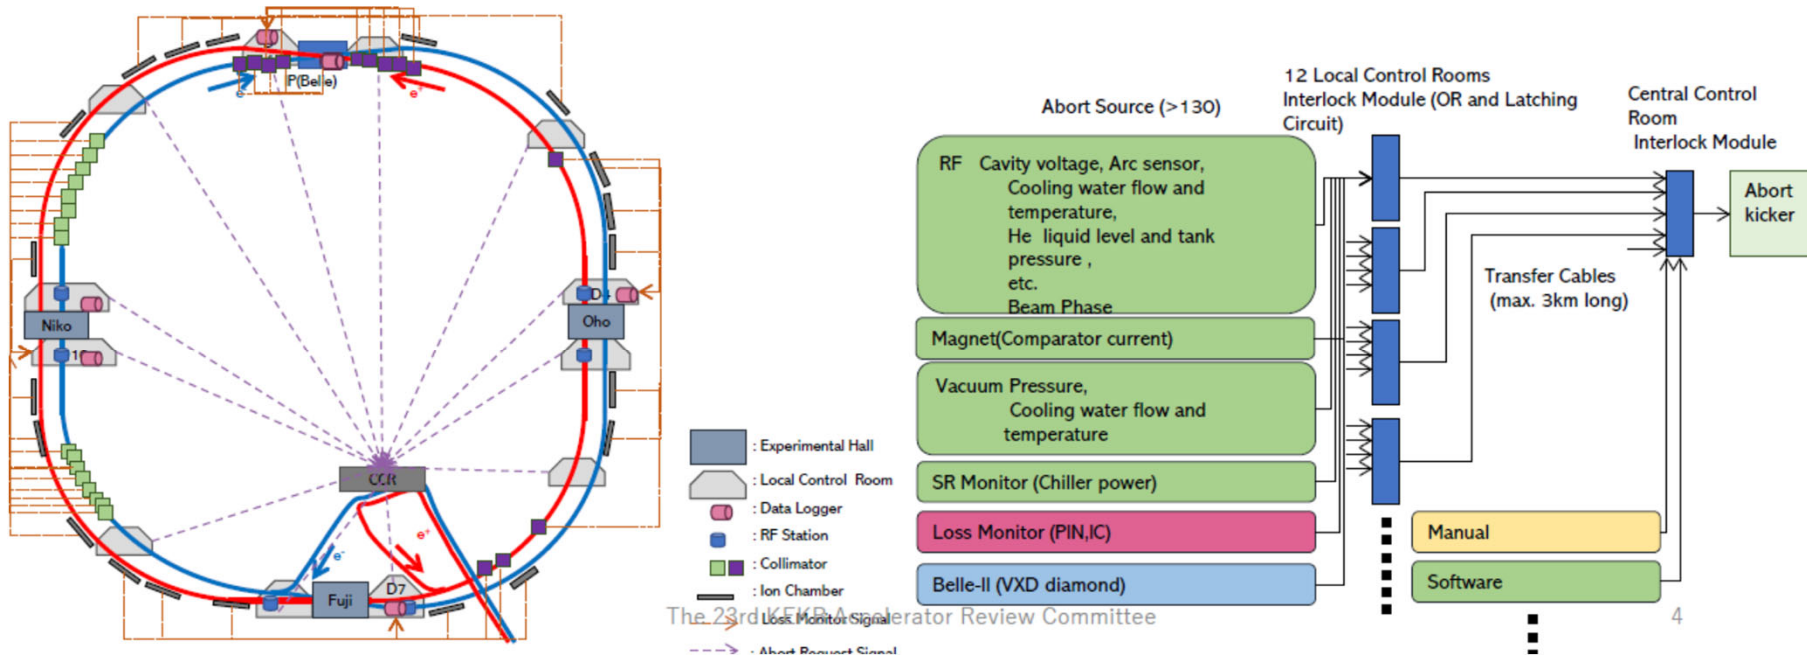 P(Belle)
e⁺
D4
Niko
Oho
CCR
e⁻
e⁺
Fuji
D7
: Experimental Hall
: Local Control Room
: Data Logger
: RF Station
: Collimator
: Ion Chamber
: Loss Monitor Signal
: Abort Request Signal
Abort Source (>130)
12 Local Control Rooms
Interlock Module (OR and Latching
Circuit)
Central Control
Room
Interlock Module
RF Cavity voltage, Arc sensor,
Cooling water flow and
temperature,
He liquid level and tank
pressure ,
etc.
Beam Phase
Magnet(Comparator current)
Vacuum Pressure,
Cooling water flow and
temperature
SR Monitor (Chiller power)
Loss Monitor (PIN,IC)
Belle-II (VXD diamond)
Abort
kicker
Transfer Cables
(max. 3km long)
Manual
Software
The 23rd KEKB Accelerator Review Committee
4